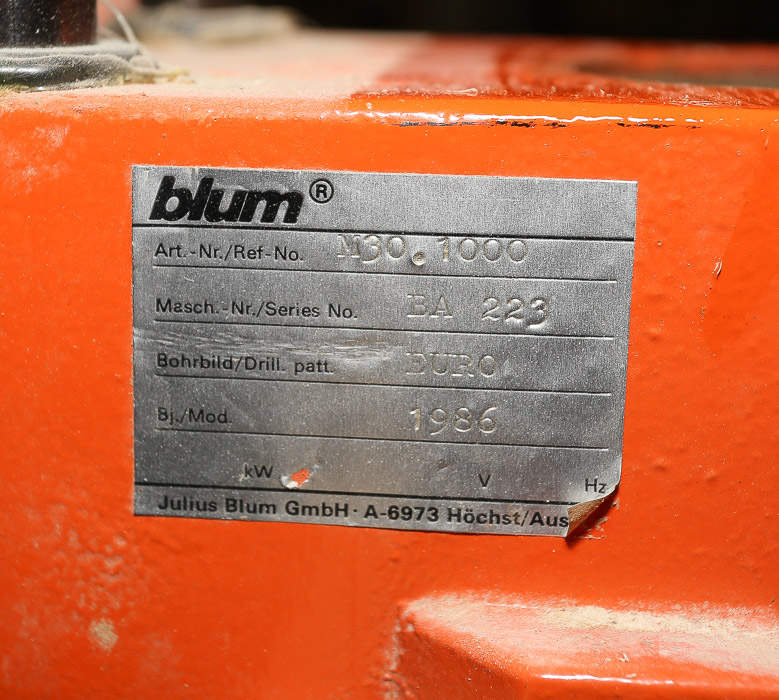 blum®
Art.-Nr./Ref-No. M30.1000
Masch.-Nr./Series No. BA 223
Bohrbild/Drill. patt. EURO
Bj./Mod. 1986
kW V Hz
Julius Blum GmbH · A-6973 Höchst/Aus